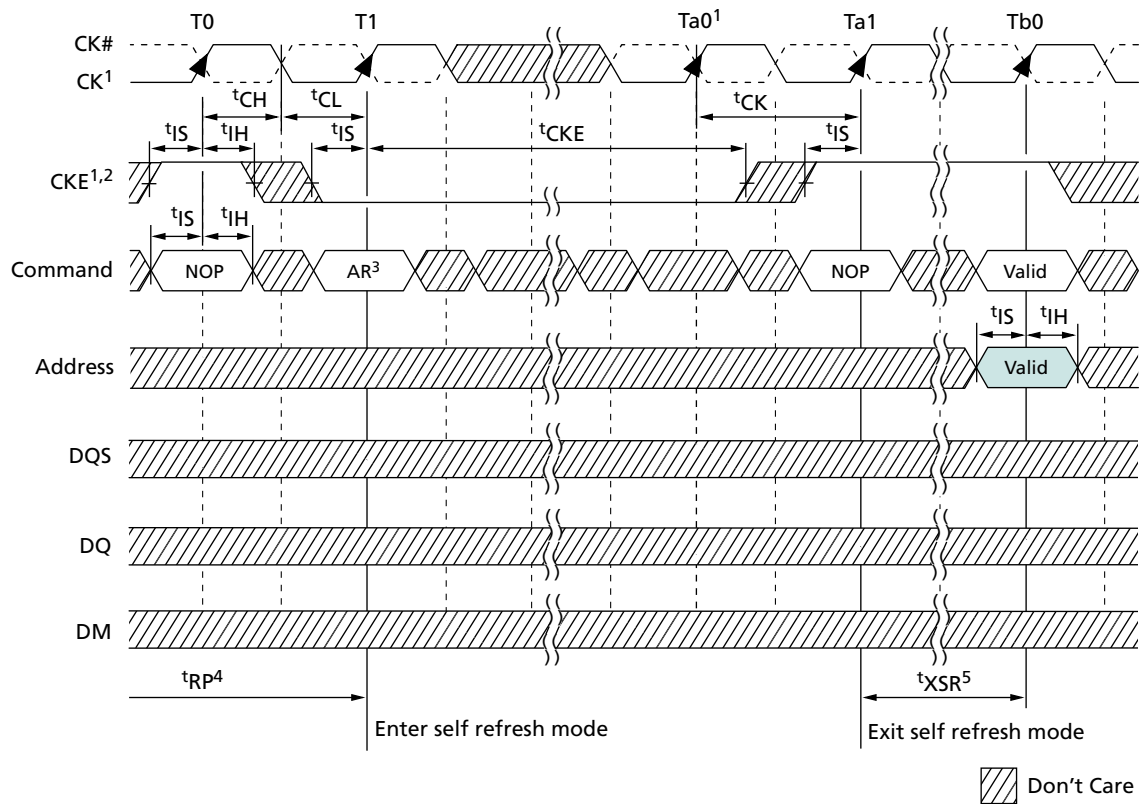 T0 T1 Ta0¹ Ta1 Tb0
CK#
CK¹
tCH tCL tCK
tIS tIH tIS tCKE tIS
CKE¹,²
tIS tIH
Command NOP AR³ NOP Valid
tIS tIH
Address Valid
DQS
DQ
DM
tRP⁴ tXSR⁵
Enter self refresh mode Exit self refresh mode
Don't Care